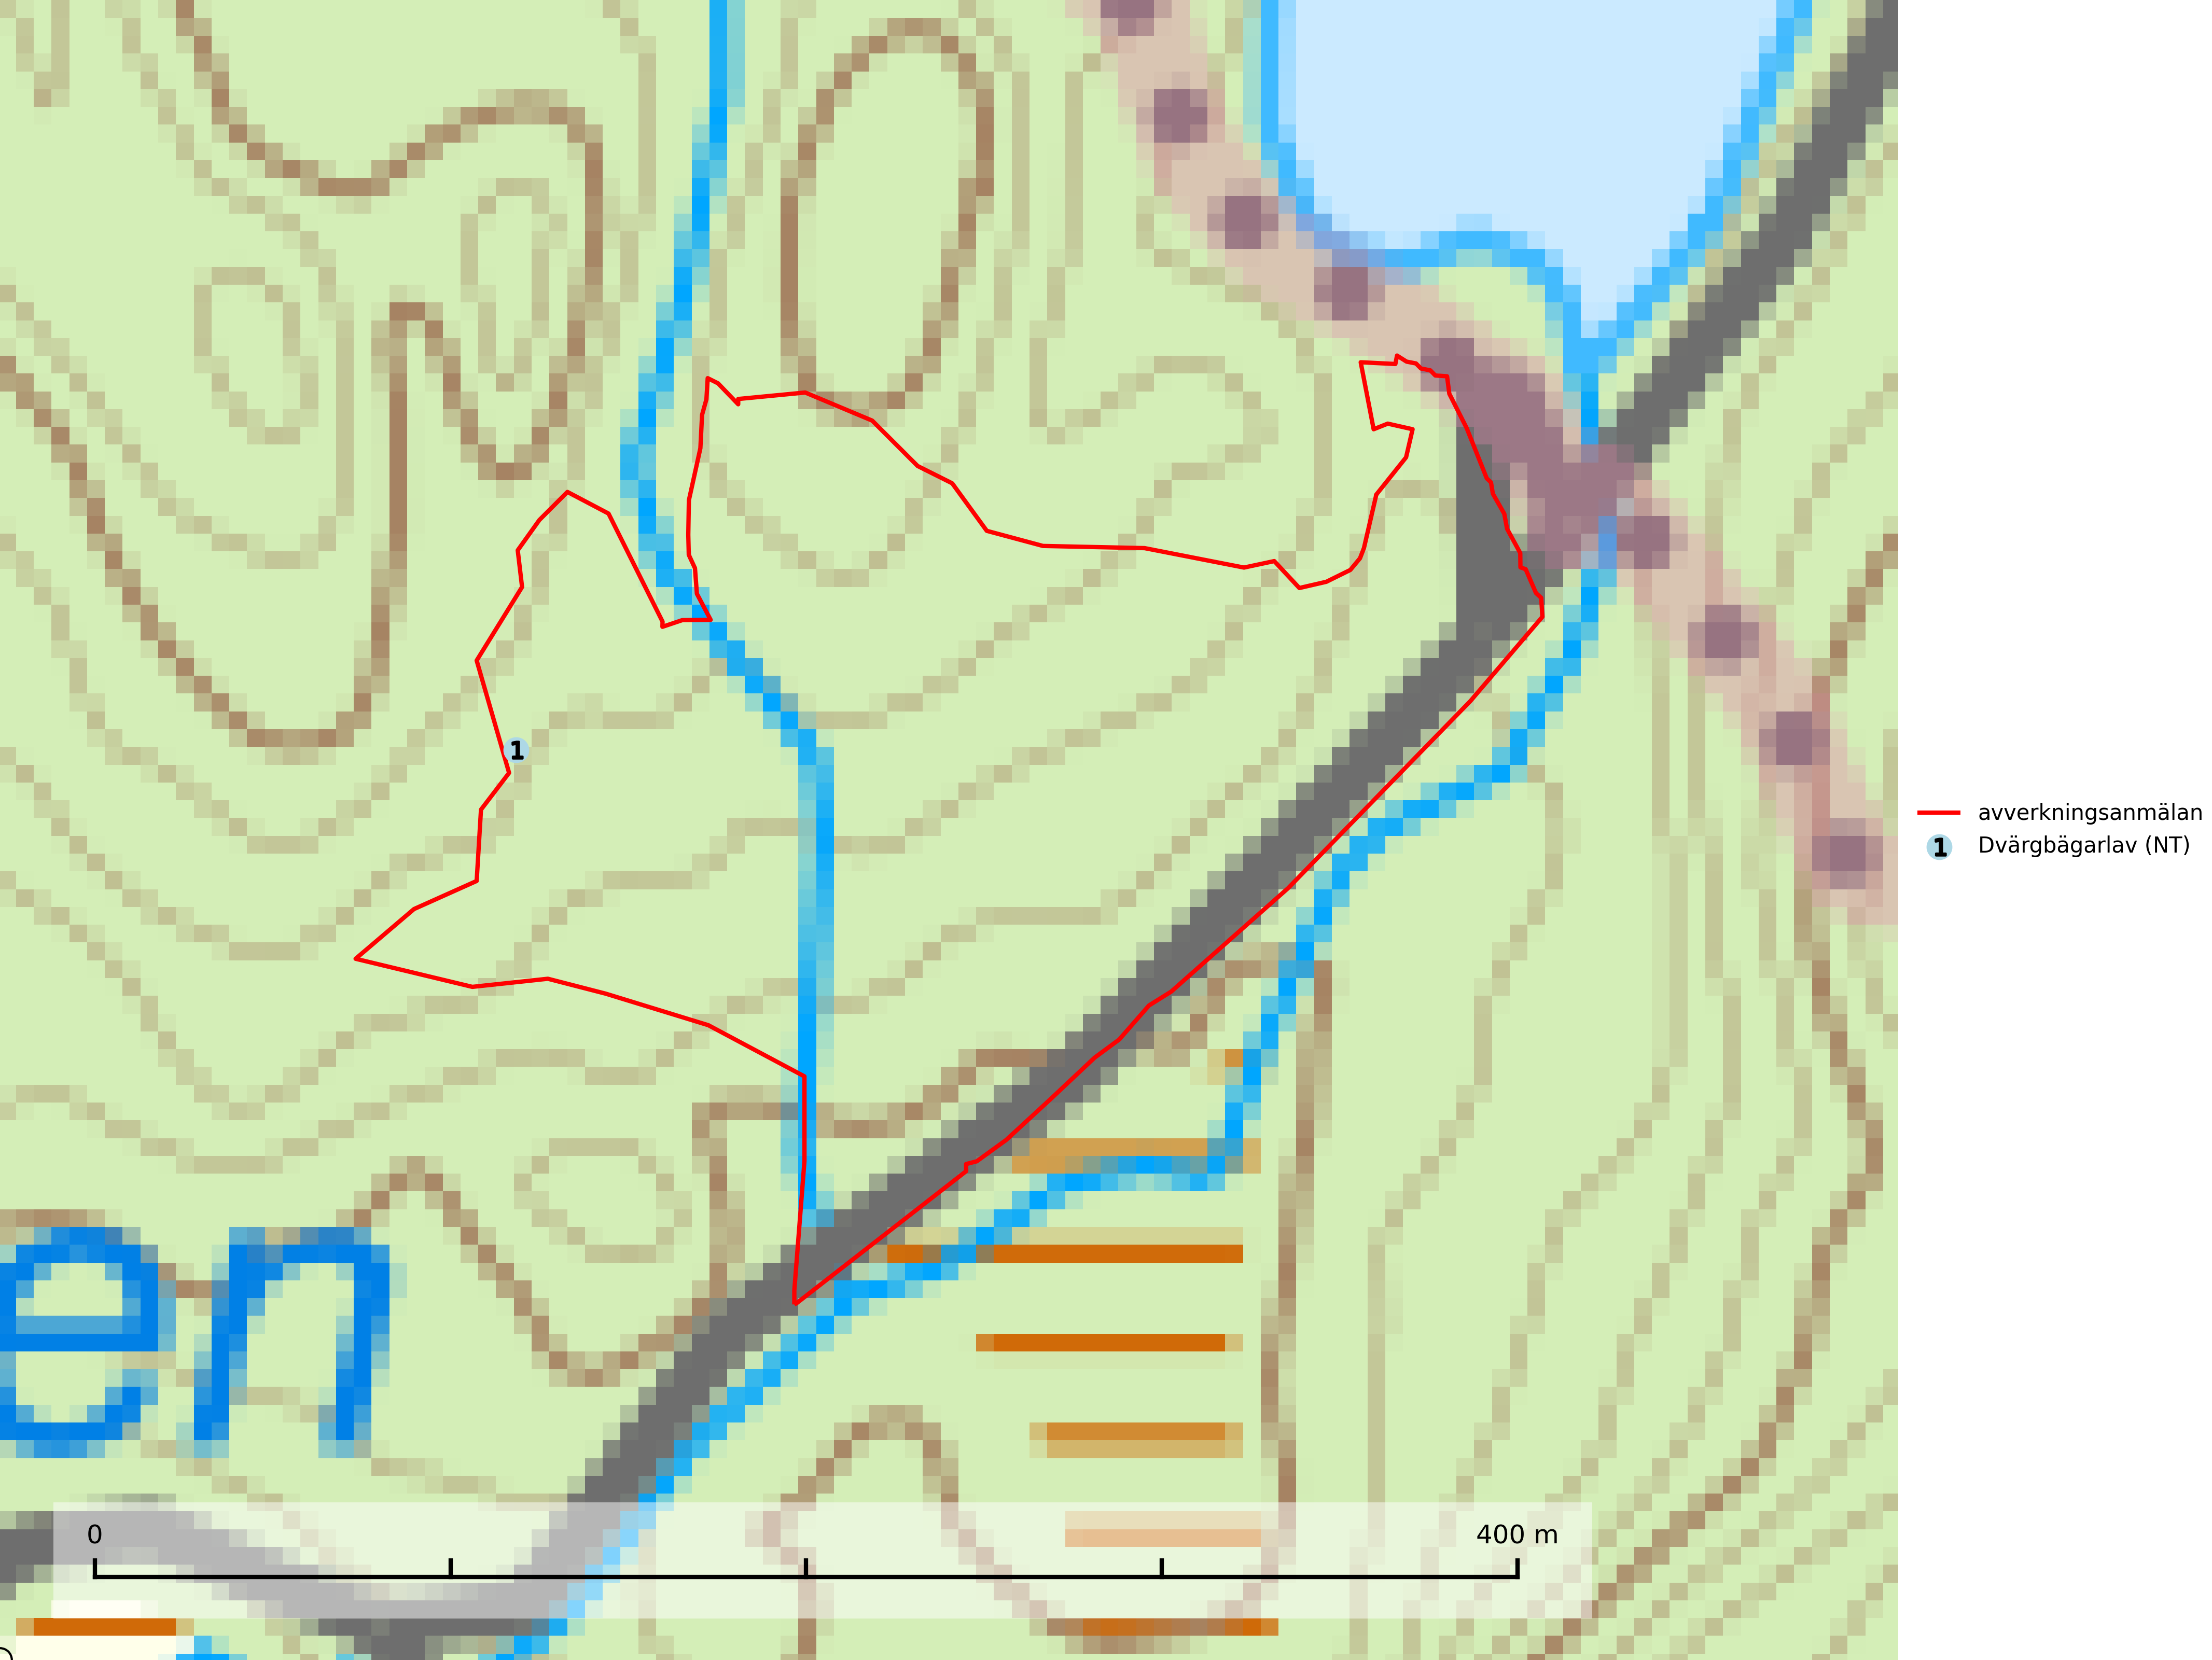 1
avverkningsanmälan
1 Dvärgbägarlav (NT)
en
0 400 m